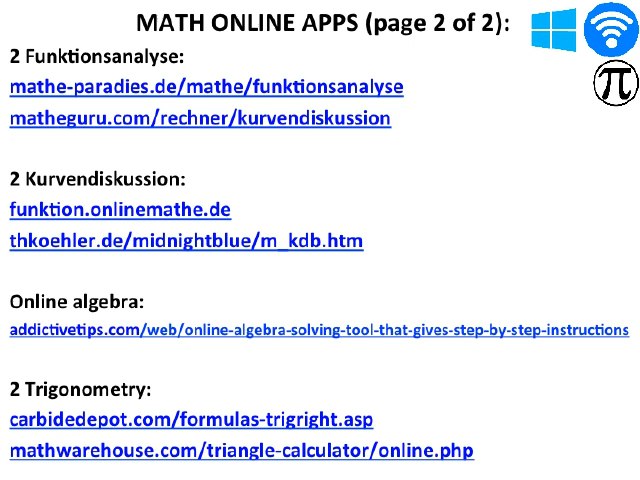 MATH ONLINE APPS (page 2 of 2):
2 Funktionsanalyse:
mathe-paradies.de/mathe/funktionsanalyse
matheguru.com/rechner/kurvendiskussion
2 Kurvendiskussion:
funktion.onlinemathe.de
thkoehler.de/midnightblue/m_kdb.htm
Online algebra:
addictivetips.com/web/online-algebra-solving-tool-that-gives-step-by-step-instructions
2 Trigonometry:
carbidedepot.com/formulas-trigright.asp
mathwarehouse.com/triangle-calculator/online.php
π